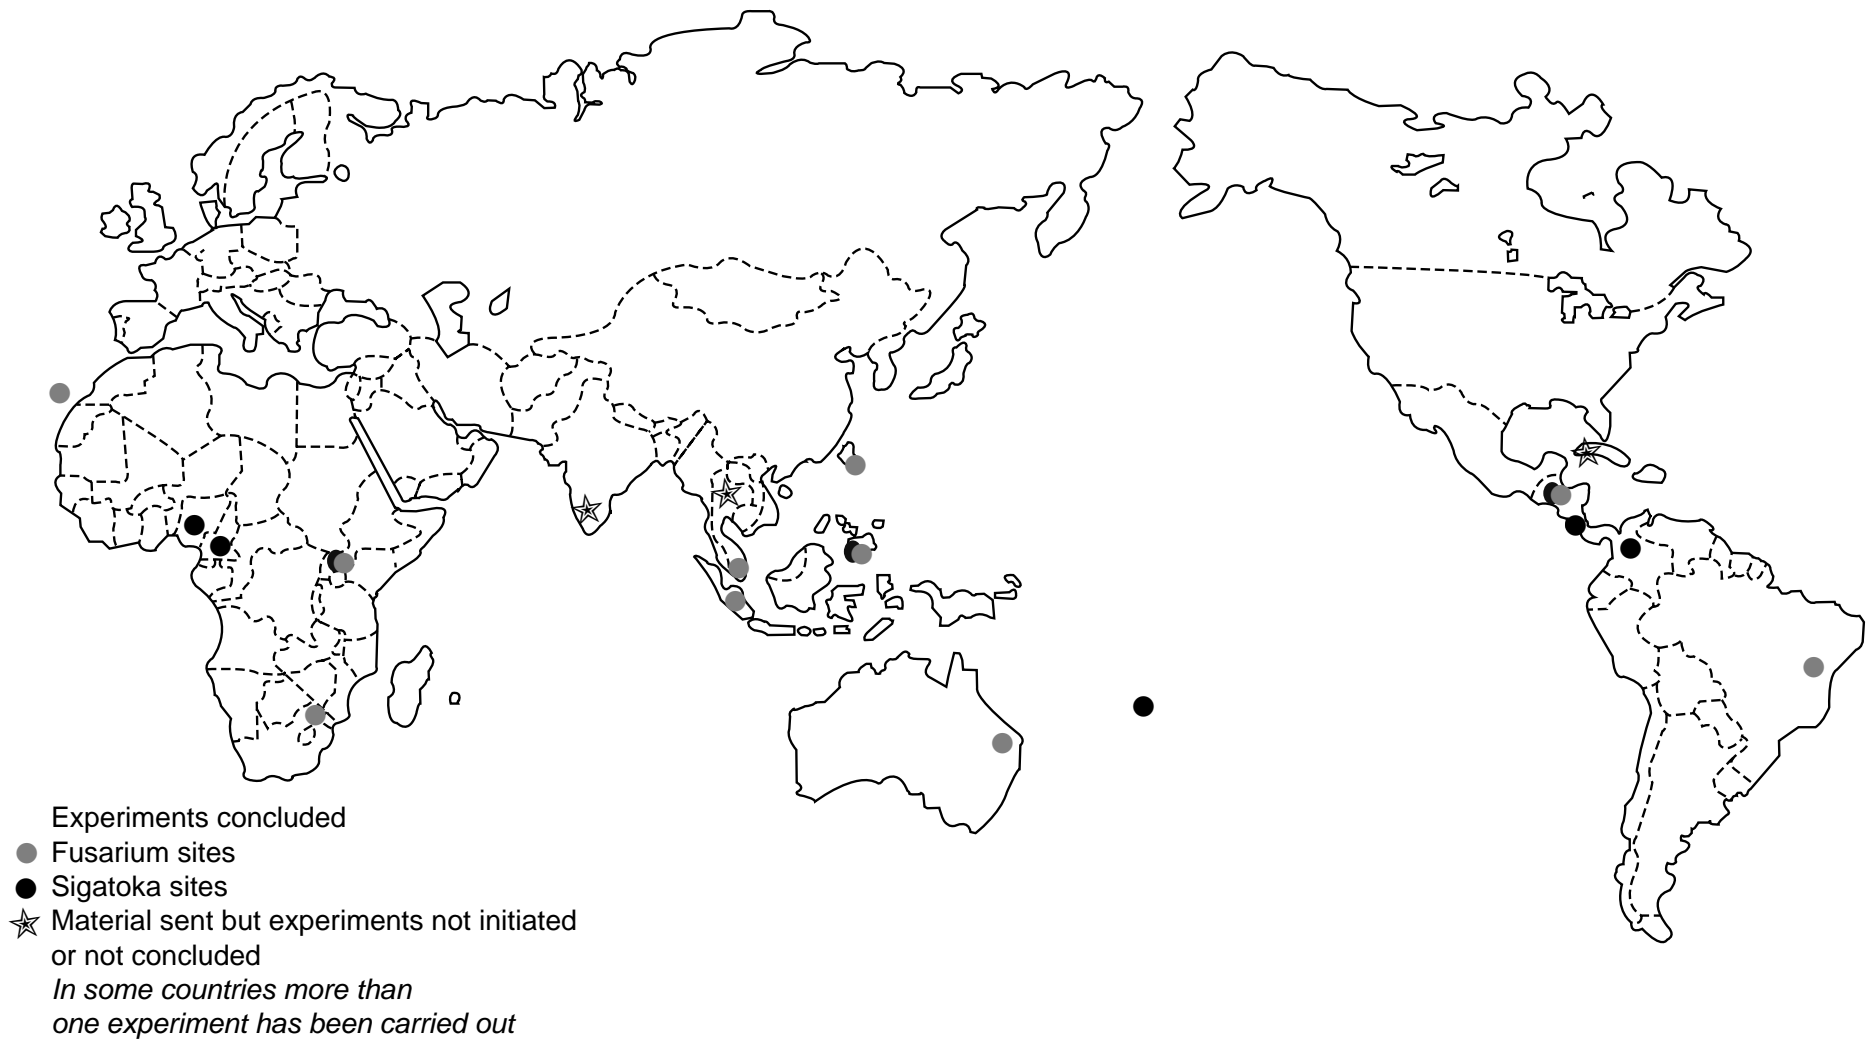 Experiments concluded
Fusarium sites
Sigatoka sites
Material sent but experiments not initiated
or not concluded
In some countries more than
one experiment has been carried out